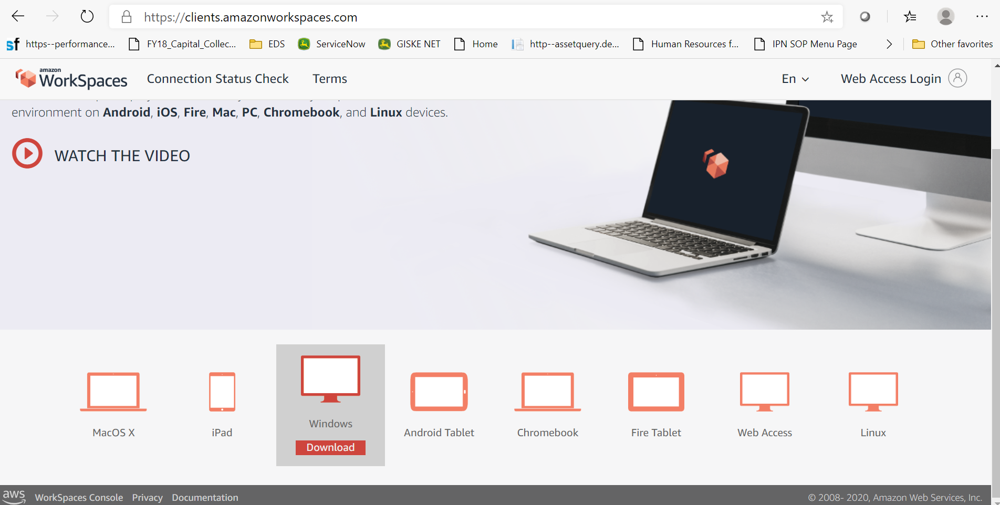 https://clients.amazonworkspaces.com
https--performance...
FY18_Capital_Collec...
EDS
ServiceNow
GISKE NET
Home
http--assetquery.de...
Human Resources f...
IPN SOP Menu Page
Other favorites
amazon
WorkSpaces
Connection Status Check
Terms
En
Web Access Login
environment on Android, iOS, Fire, Mac, PC, Chromebook, and Linux devices.
WATCH THE VIDEO
MacOS X
iPad
Windows
Download
Android Tablet
Chromebook
Fire Tablet
Web Access
Linux
aws
WorkSpaces Console
Privacy
Documentation
© 2008- 2020, Amazon Web Services, Inc.